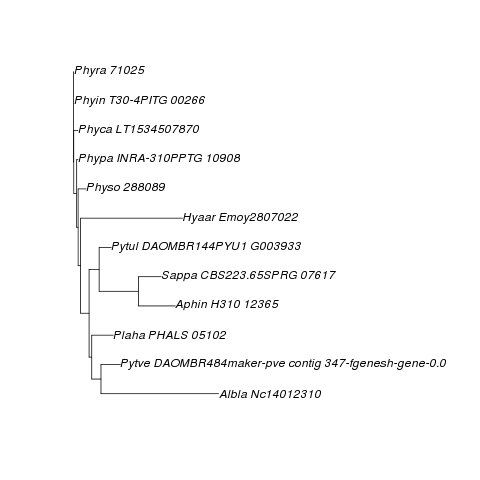 Phyra 71025
Phyin T30-4PITG 00266
Phyca LT1534507870
Phypa INRA-310PPTG 10908
Physo 288089
Hyaar Emoy2807022
Pytul DAOMBR144PYU1 G003933
Sappa CBS223.65SPRG 07617
Aphin H310 12365
Plaha PHALS 05102
Pytve DAOMBR484maker-pve contig 347-fgenesh-gene-0.0
Albla Nc14012310